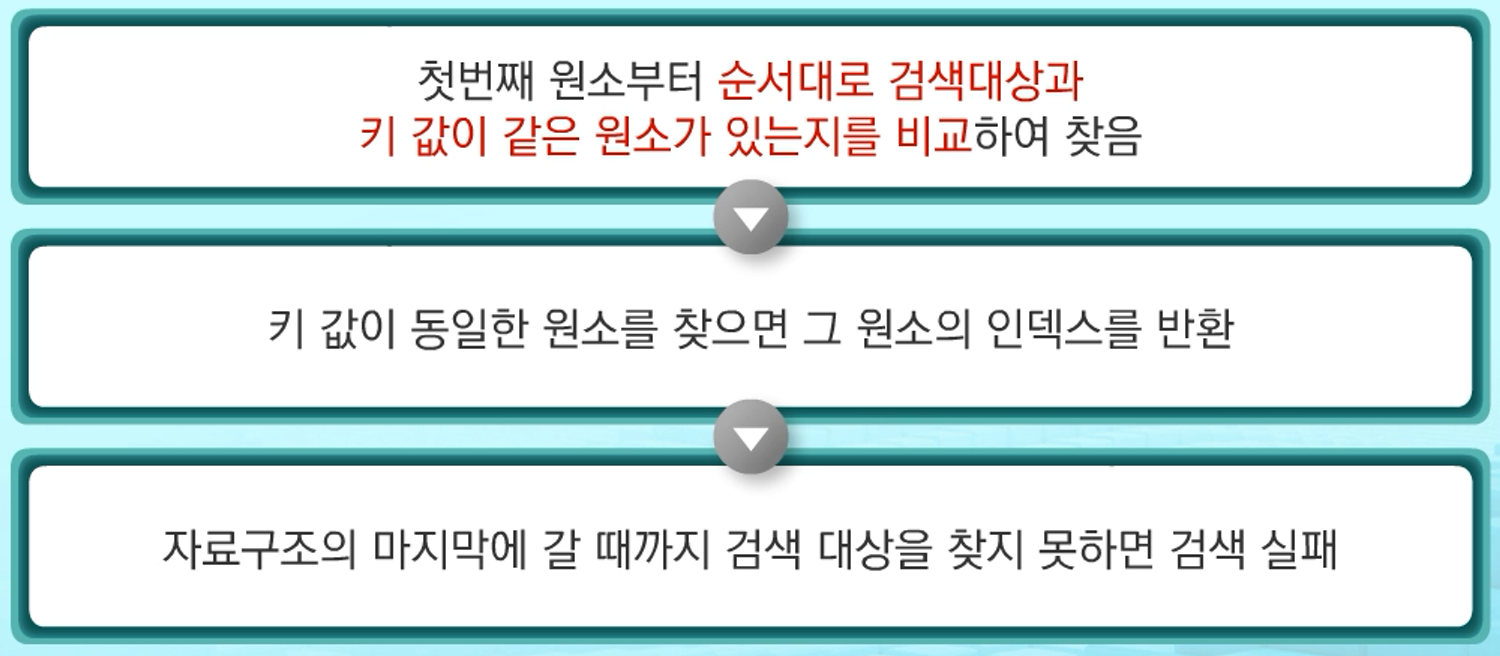 첫번째 원소부터 순서대로 검색대상과
키 값이 같은 원소가 있는지를 비교하여 찾음
키 값이 동일한 원소를 찾으면 그 원소의 인덱스를 반환
자료구조의 마지막에 갈 때까지 검색 대상을 찾지 못하면 검색 실패